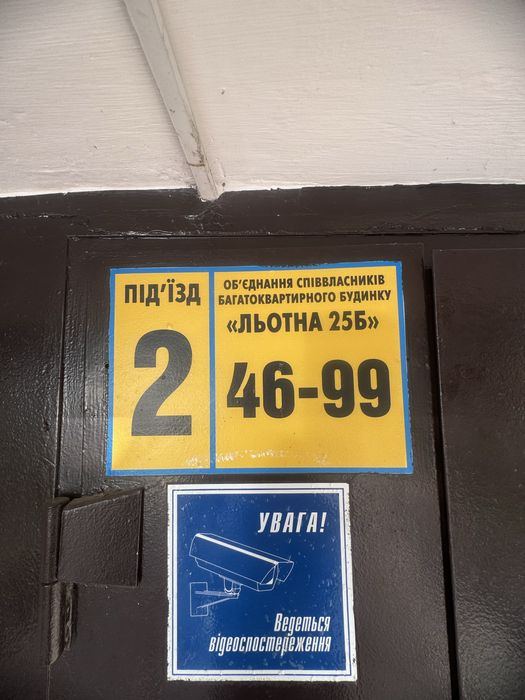 ПІД'ЇЗД
2
ОБ'ЄДНАННЯ СПІВВЛАСНИКІВ
БАГАТОКВАРТИРНОГО БУДИНКУ
«ЛЬОТНА 25Б»
46-99
УВАГА!
Ведеться
відеоспостереження